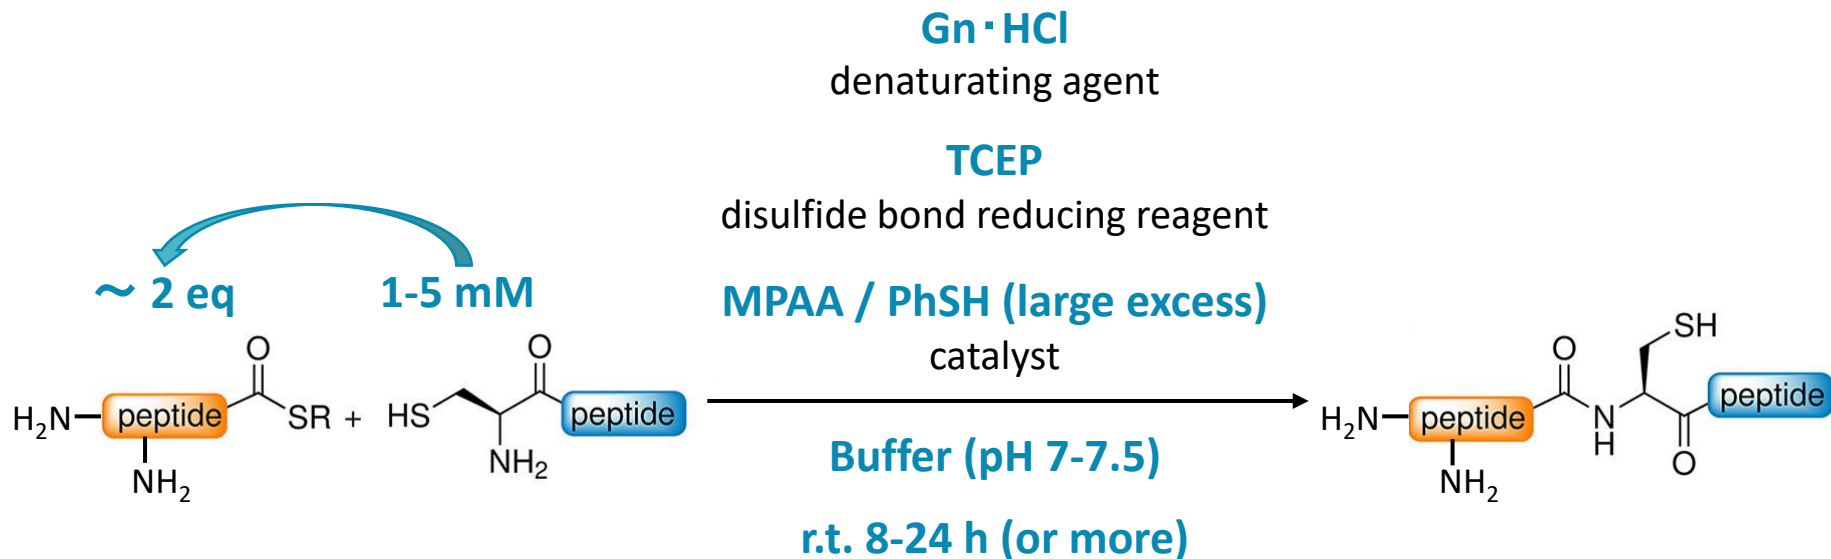 Gn・HCl
denaturating agent
TCEP
disulfide bond reducing reagent
～ 2 eq
1-5 mM
MPAA / PhSH (large excess)
catalyst
H₂N
peptide
O
SR
+
HS
O
peptide
NH₂
NH₂
Buffer (pH 7-7.5)
r.t. 8-24 h (or more)
H₂N
peptide
O
N
H
SH
O
peptide
NH₂